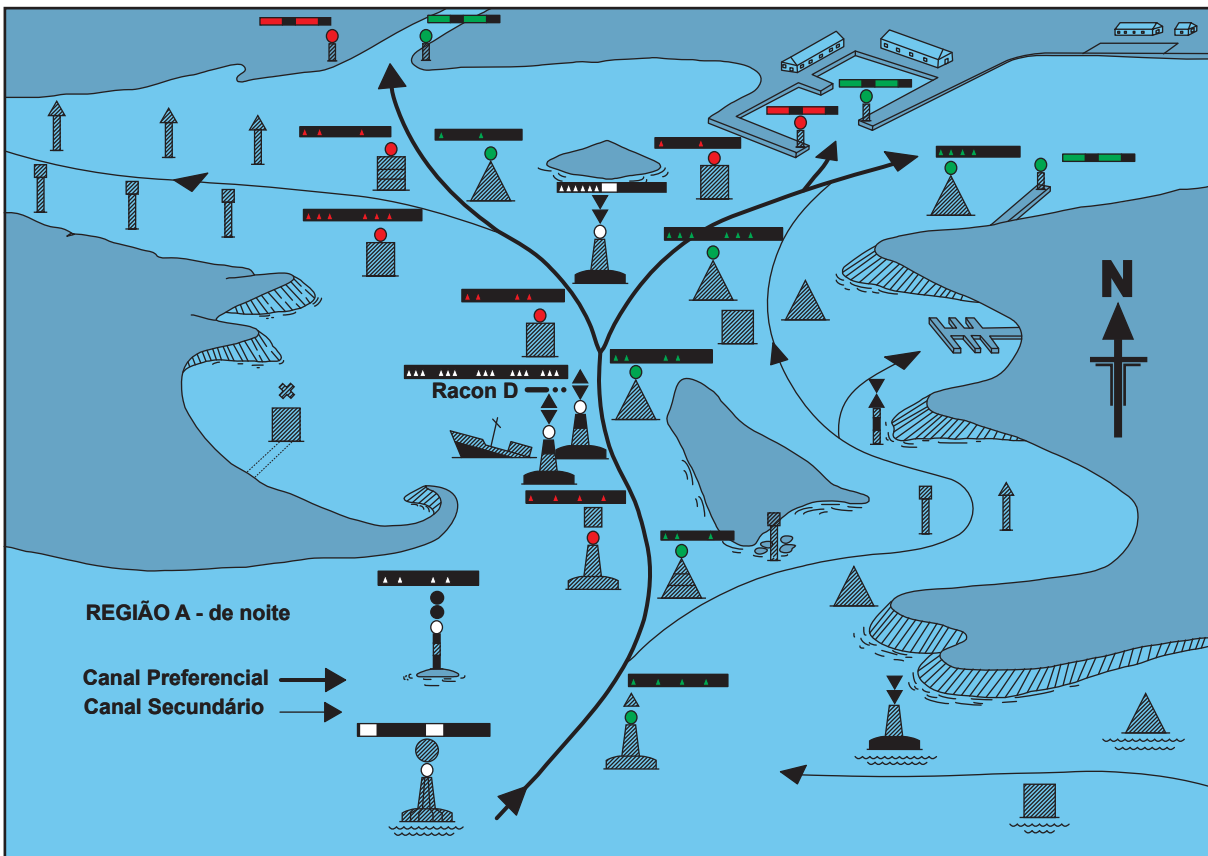 N
Racon D
REGIÃO A - de noite
Canal Preferencial
Canal Secundário